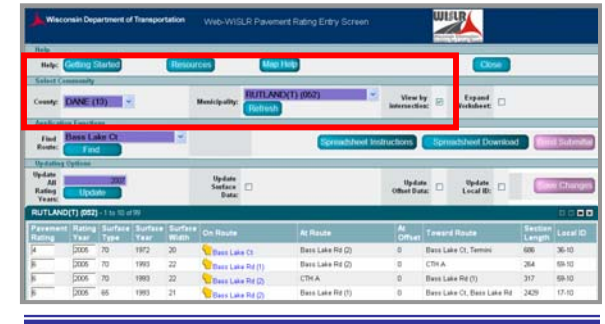 Wisconsin Department of Transportation Web-WISLR Pavement Rating Entry Screen WISLR
Help
Help: Getting Started Resources Map Help Close
Select Community
County: DANE (13) Municipality: RUTLAND(T) (052) Refresh View by intersection: Expand Worksheet:
Application Functions
Find Route: Bass Lake Ct Find Spreadsheet Instructions Spreadsheet Download Submittal
Updating Options
Update All Rating Years: 2002 Update Update Surface Data: Update Offset Data: Update Local ID: Save Changes
RUTLAND(T) (052) - 1 to 10 of 99
Pavement Rating Rating Year Surface Type Surface Year Surface Width On Route At Route At Offset Toward Route Section Length Local ID
4 2005 70 1972 20 Bass Lake Ct Bass Lake Rd (2) 0 Bass Lake Ct, Termini 36-10
6 2005 70 1993 22 Bass Lake Rd (1) Bass Lake Rd (2) 0 CTH A 264 59-10
6 2005 70 1993 22 Bass Lake Rd (2) CTH A 0 Bass Lake Rd (1) 317 59-10
6 2005 65 1993 21 Bass Lake Rd (2) Bass Lake Rd (1) 0 Bass Lake Ct, Bass Lake Rd 2429 17-10